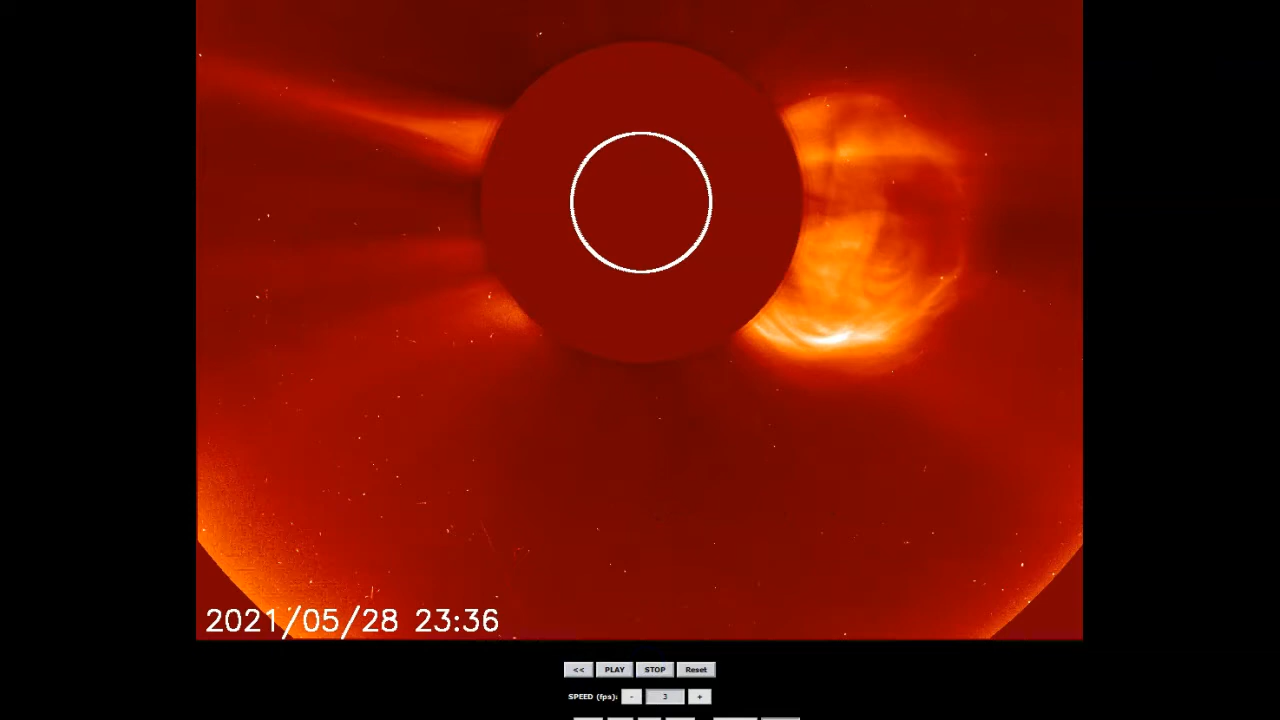 2021/05/28 23:36
<< PLAY STOP Reset
SPEED (fps): - 3 +